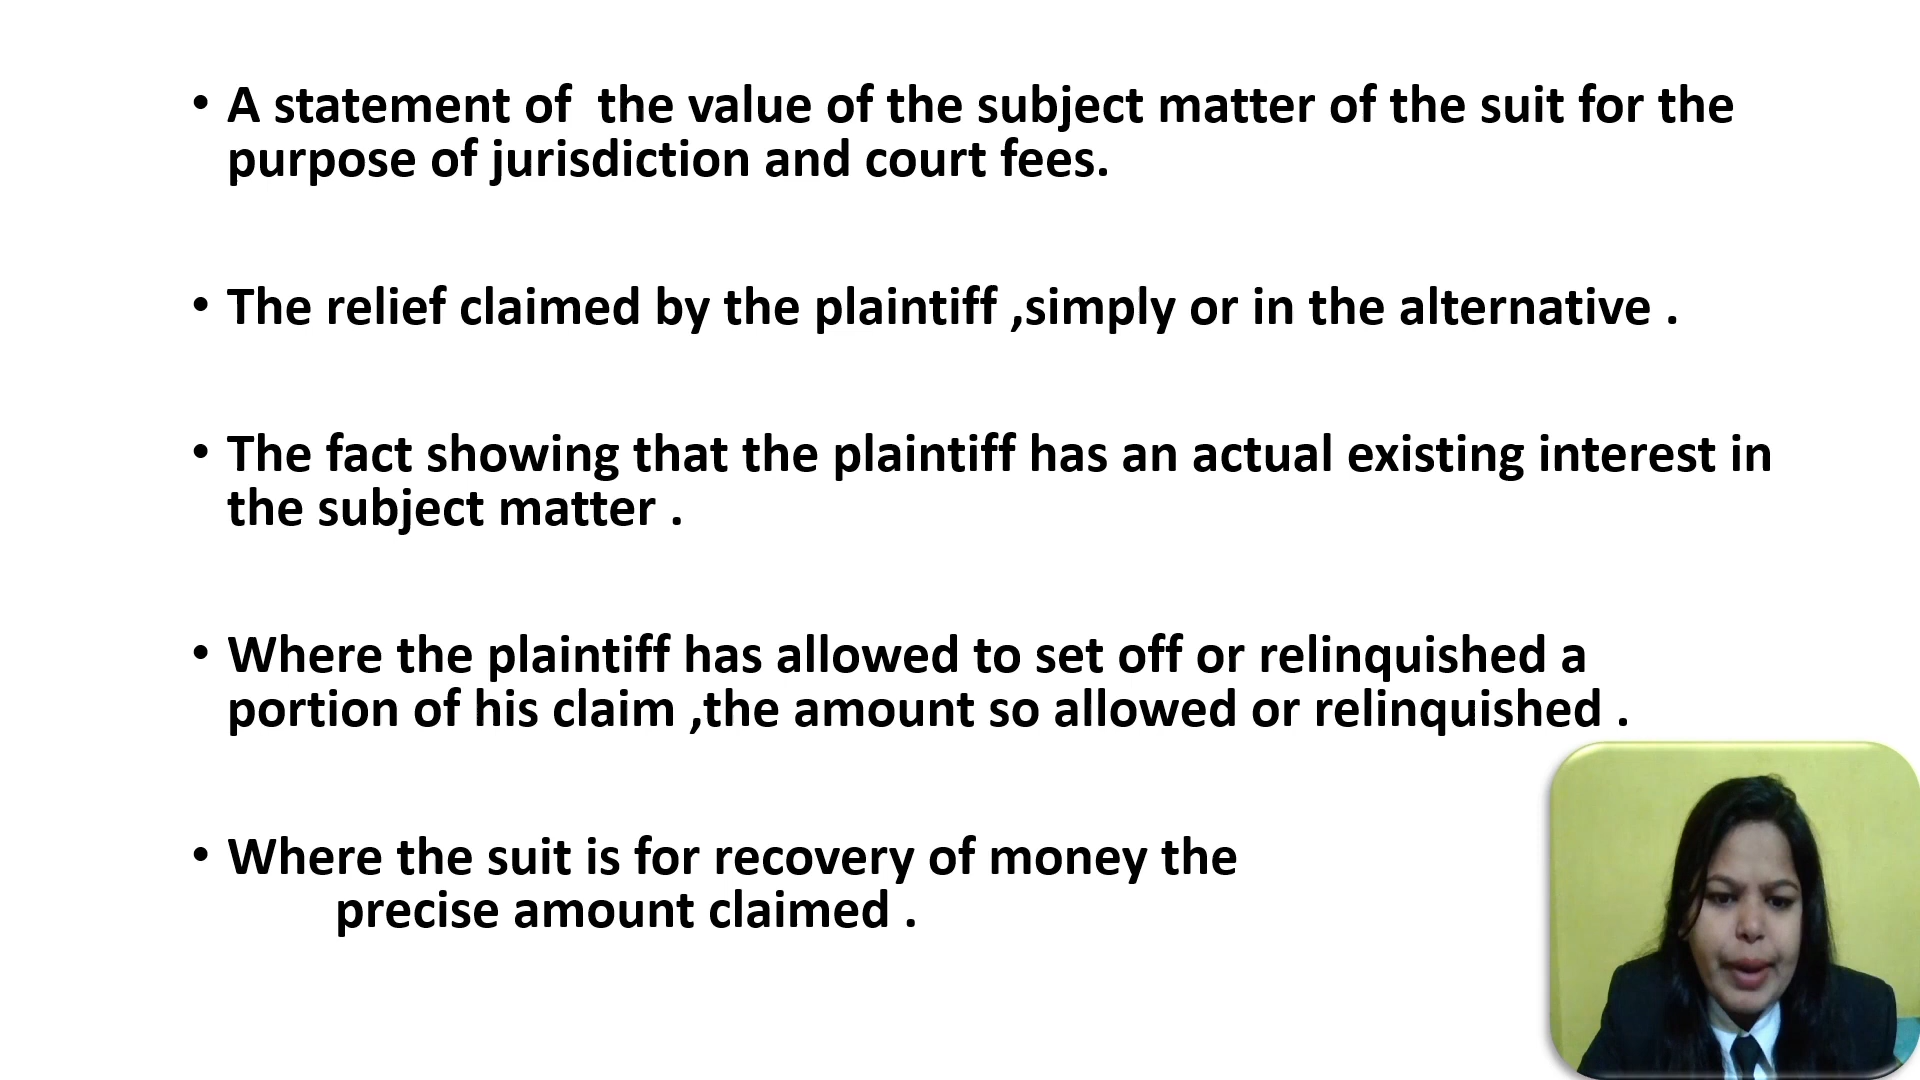 • A statement of  the value of the subject matter of the suit for the
purpose of jurisdiction and court fees.
• The relief claimed by the plaintiff ,simply or in the alternative .
• The fact showing that the plaintiff has an actual existing interest in
the subject matter .
• Where the plaintiff has allowed to set off or relinquished a
portion of his claim ,the amount so allowed or relinquished .
• Where the suit is for recovery of money the
precise amount claimed .